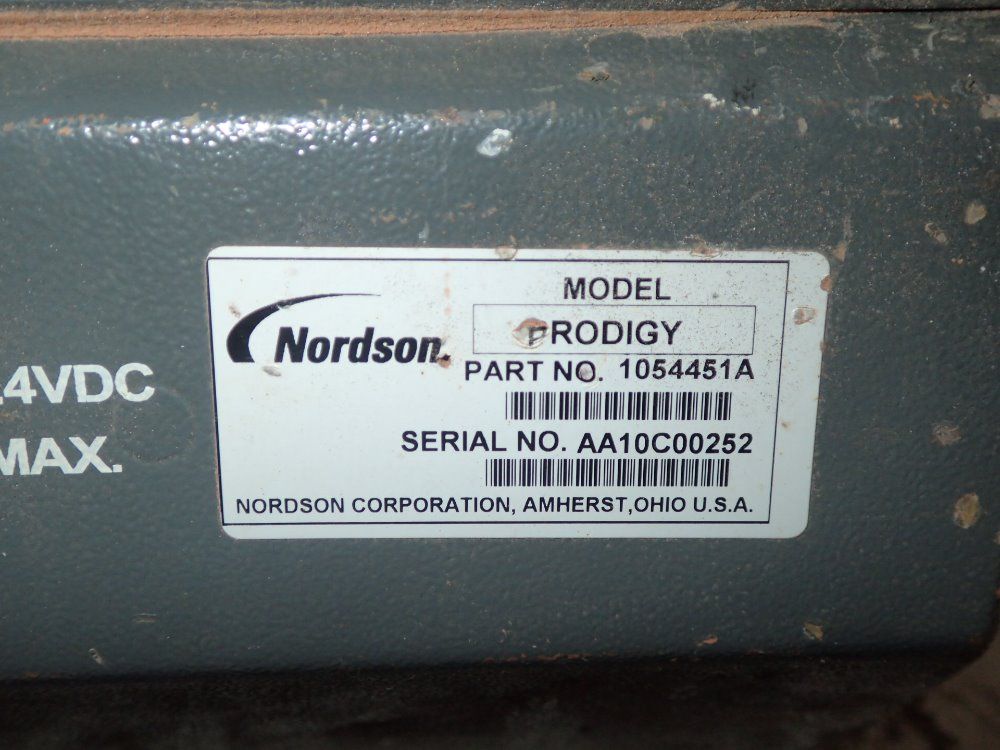 .4VDC
MAX.
Nordson
MODEL
PRODIGY
PART NO. 1054451A
SERIAL NO. AA10C00252
NORDSON CORPORATION, AMHERST,OHIO U.S.A.